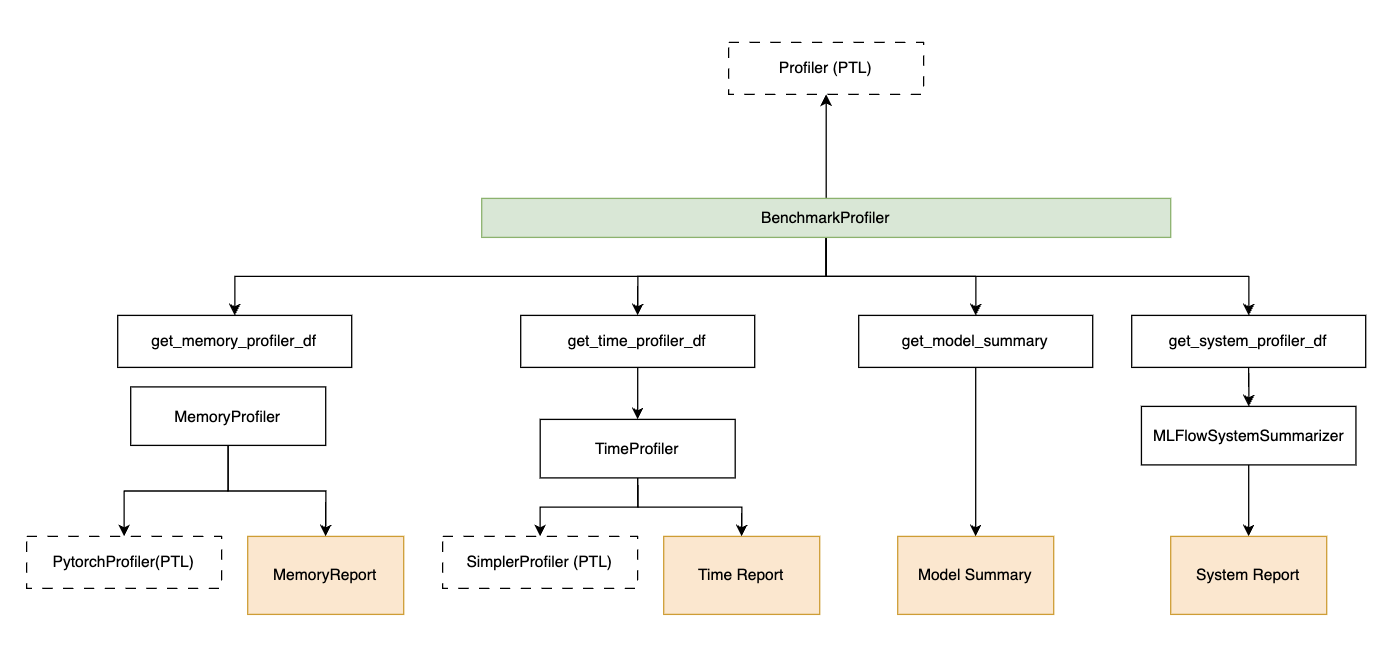 Profiler (PTL)
BenchmarkProfiler
get_memory_profiler_df
get_time_profiler_df
get_model_summary
get_system_profiler_df
MemoryProfiler
TimeProfiler
MLFlowSystemSummarizer
PytorchProfiler(PTL)
MemoryReport
SimplerProfiler (PTL)
Time Report
Model Summary
System Report